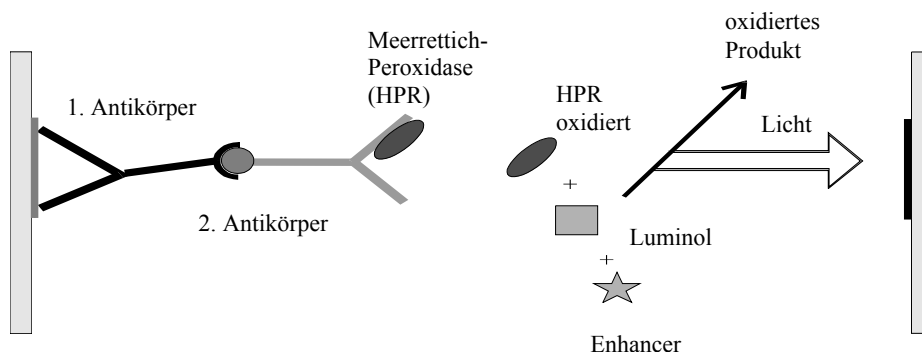 1. Antikörper
Meerrettich-
Peroxidase
(HPR)
2. Antikörper
HPR
oxidiert
+
+
oxidiertes
Produkt
Licht
Luminol
Enhancer